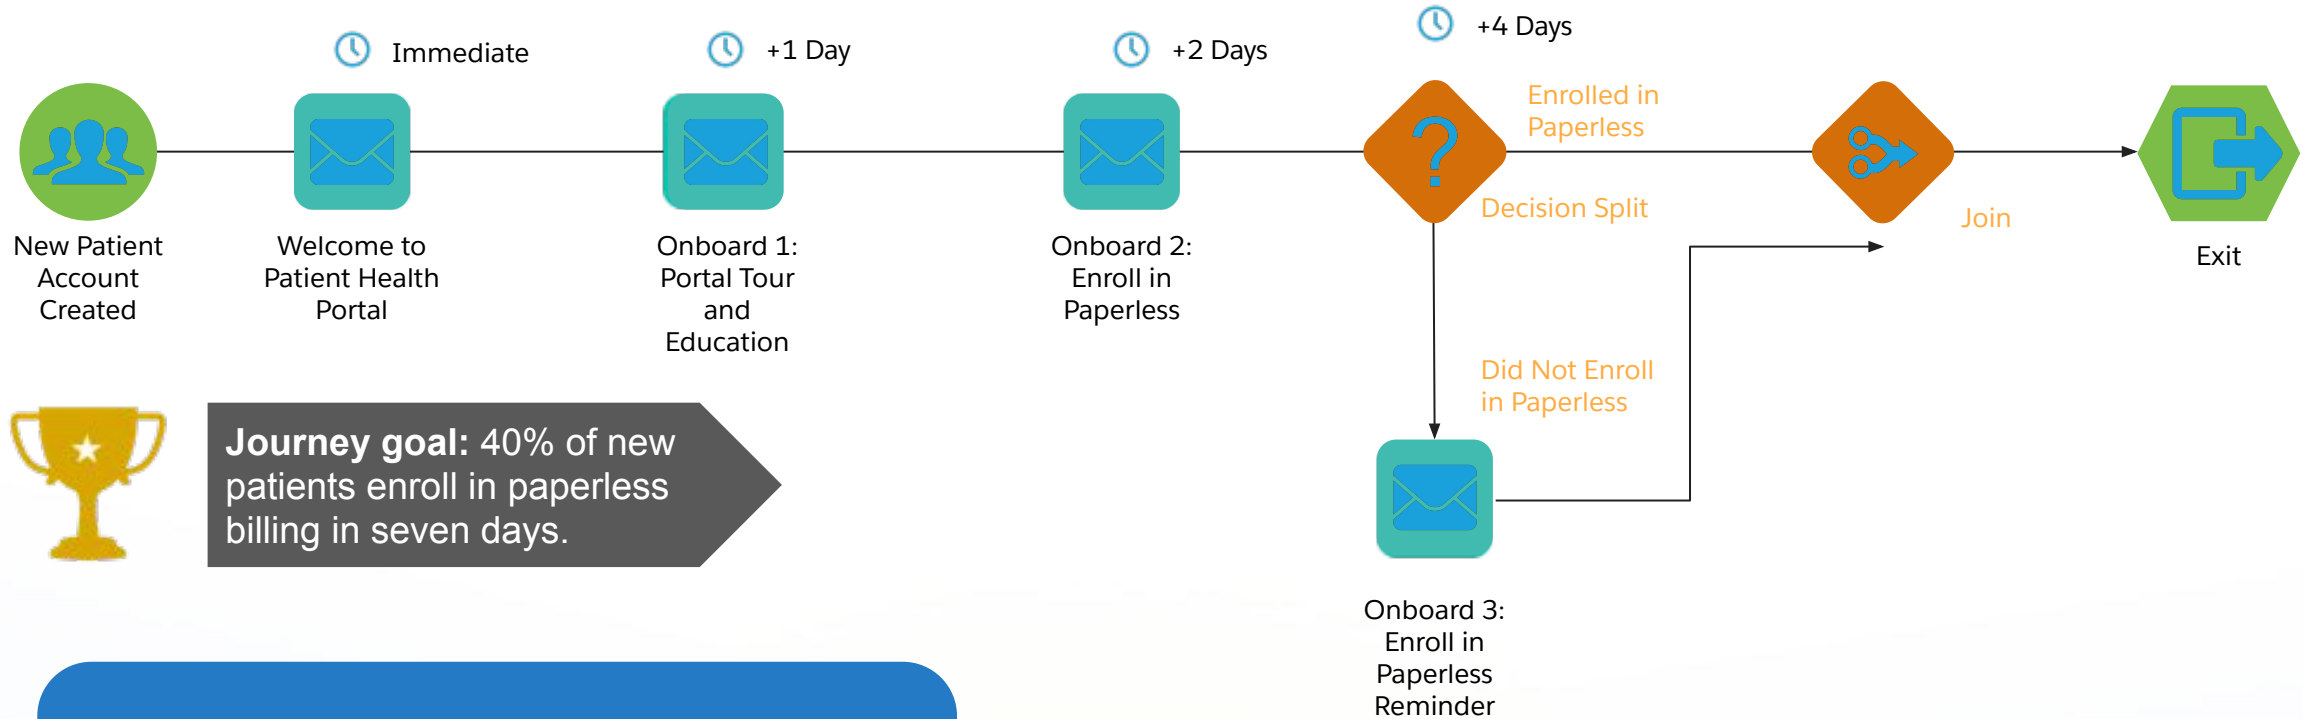 Immediate
+1 Day
+2 Days
+4 Days
Enrolled in
Paperless
Decision Split
Join
New Patient
Account
Created
Welcome to
Patient Health
Portal
Onboard 1:
Portal Tour
and
Education
Onboard 2:
Enroll in
Paperless
Exit
Did Not Enroll
in Paperless
Journey goal: 40% of new
patients enroll in paperless
billing in seven days.
Onboard 3:
Enroll in
Paperless
Reminder